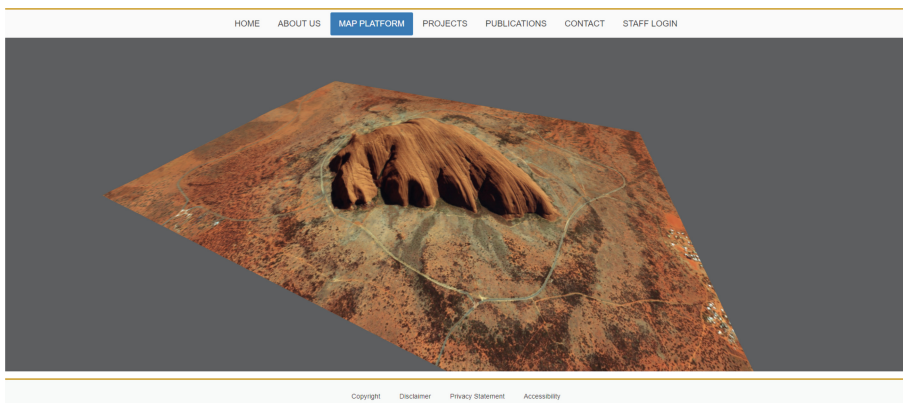 HOME ABOUT US MAP PLATFORM PROJECTS PUBLICATIONS CONTACT STAFF LOGIN
Copyright Disclaimer Privacy Statement Accessibility